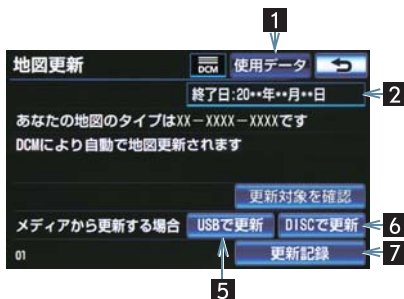 1
地図更新 DCM 使用データ
終了日:20••年••月••日 2
あなたの地図のタイプはXX－XXXX－XXXXです
DCMにより自動で地図更新されます
更新対象を確認
メディアから更新する場合 USBで更新 DISCで更新 6
01 更新記録 7
5